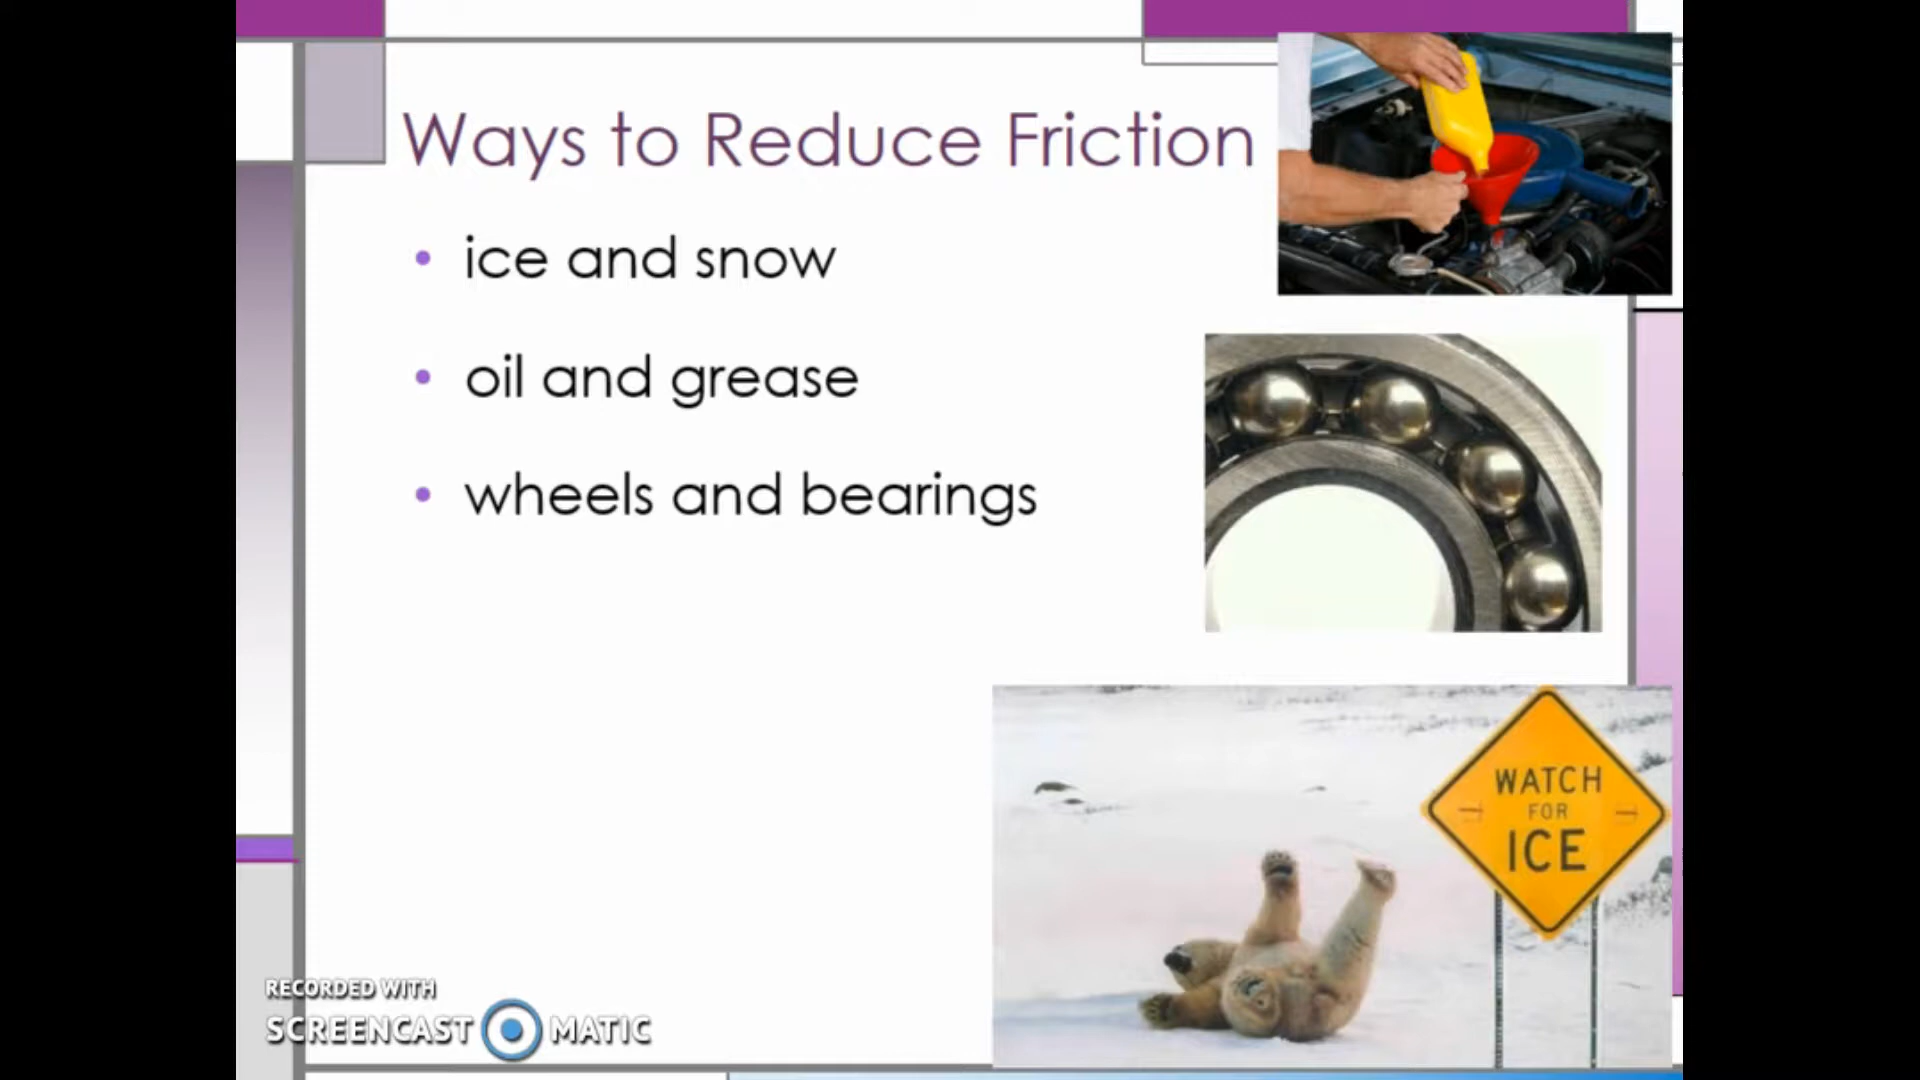 Ways to Reduce Friction
• ice and snow
• oil and grease
• wheels and bearings
WATCH
FOR
ICE
RECORDED WITH
SCREENCAST MATIC